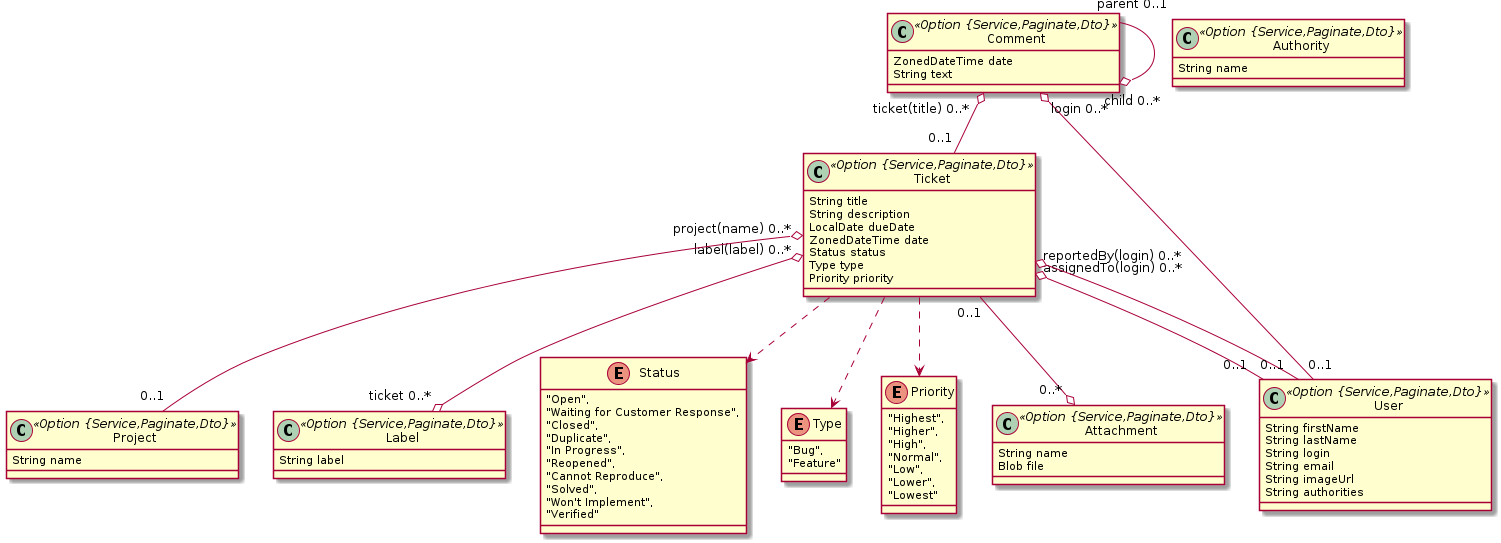 parent 0..1
C «Option {Service,Paginate,Dto}»
Comment
ZonedDateTime date
String text
C «Option {Service,Paginate,Dto}»
Authority
String name
ticket(title) 0..*
login 0..*
child 0..*
0..1
C «Option {Service,Paginate,Dto}»
Ticket
String title
String description
LocalDate dueDate
ZonedDateTime date
Status status
Type type
Priority priority
project(name) 0..*
label(label) 0..*
reportedBy(login) 0..*
assignedTo(login) 0..*
0..1
0..1
0..1
0..1
0..1
ticket 0..*
0..*
C «Option {Service,Paginate,Dto}»
Project
String name
C «Option {Service,Paginate,Dto}»
Label
String label
E Status
"Open",
"Waiting for Customer Response",
"Closed",
"Duplicate",
"In Progress",
"Reopened",
"Cannot Reproduce",
"Solved",
"Won't Implement",
"Verified"
E Type
"Bug",
"Feature"
E Priority
"Highest",
"Higher",
"High",
"Normal",
"Low",
"Lower",
"Lowest"
C «Option {Service,Paginate,Dto}»
Attachment
String name
Blob file
C «Option {Service,Paginate,Dto}»
User
String firstName
String lastName
String login
String email
String imageUrl
String authorities